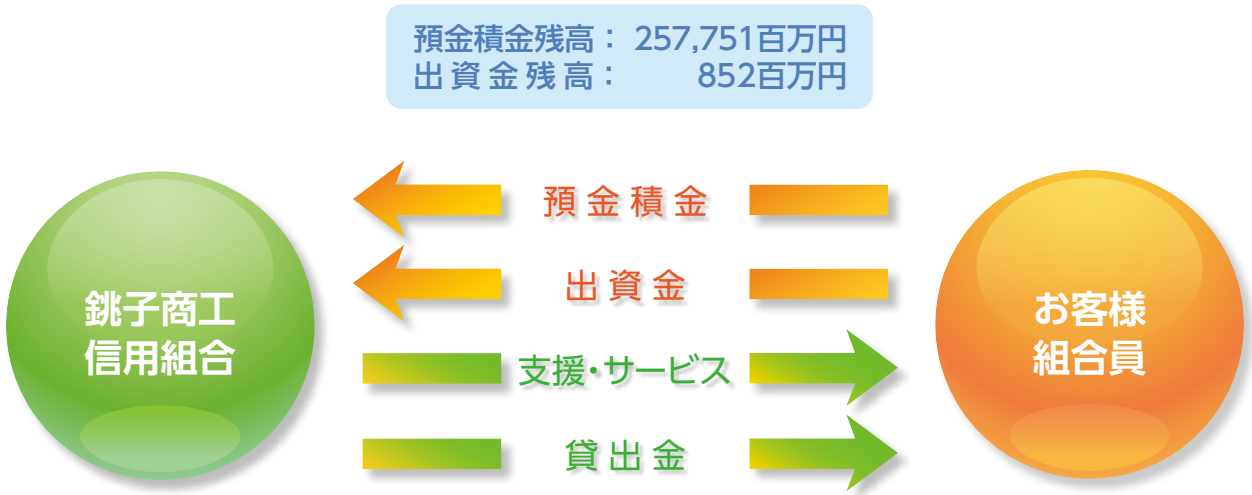 預金積金残高： 257,751百万円
出資金残高： 852百万円
預金積金
出資金
銚子商工
信用組合
お客様
組合員
支援・サービス
貸出金